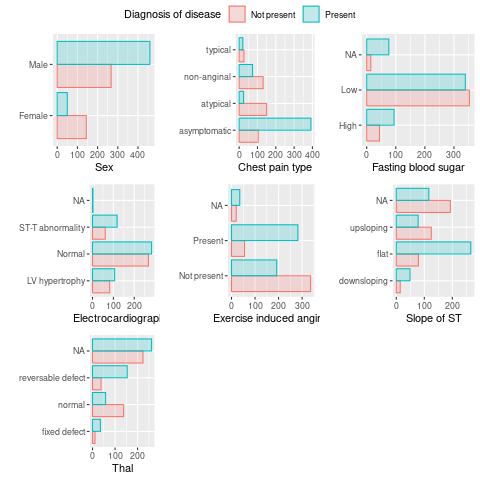 Diagnosis of disease Not present Present
Male
Female
0 100 200 300 400
Sex
typical
non-anginal
atypical
asymptomatic
0 100 200 300 400
Chest pain type
NA
Low
High
0 100 200 300
Fasting blood sugar
NA
ST-T abnormality
Normal
LV hypertrophy
0 100 200
Electrocardiograph
NA
Present
Not present
0 100 200 300
Exercise induced angin
NA
upsloping
flat
downsloping
0 100 200
Slope of ST
NA
reversable defect
normal
fixed defect
0 100 200
Thal